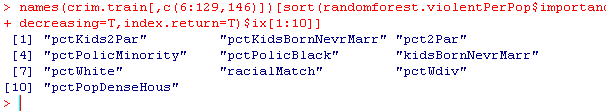 > names(crim.train[,c(6:129,146)])[sort(randomforest.violentPerPop$importanc
+ decreasing=T,index.return=T)$ix[1:10]]
[1] "pctKids2Par" "pctKidsBornNevrMarr" "pct2Par"
[4] "pctPolicMinority" "pctPolicBlack" "kidsBornNevrMarr"
[7] "pctWhite" "racialMatch" "pctWdiv"
[10] "pctPopDenseHous"
>